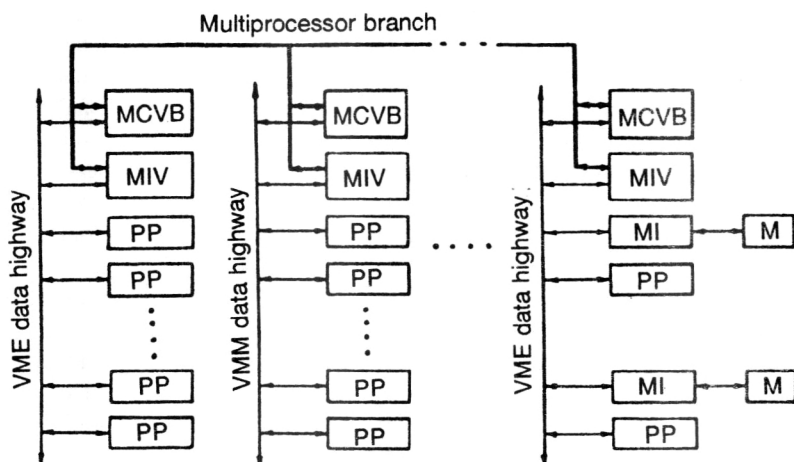 Multiprocessor branch
VME data highway
MCVB
MIV
PP
PP
PP
PP
VMM data highway
MCVB
MIV
PP
PP
PP
PP
VME data highway
MCVB
MIV
MI
M
PP
MI
M
PP